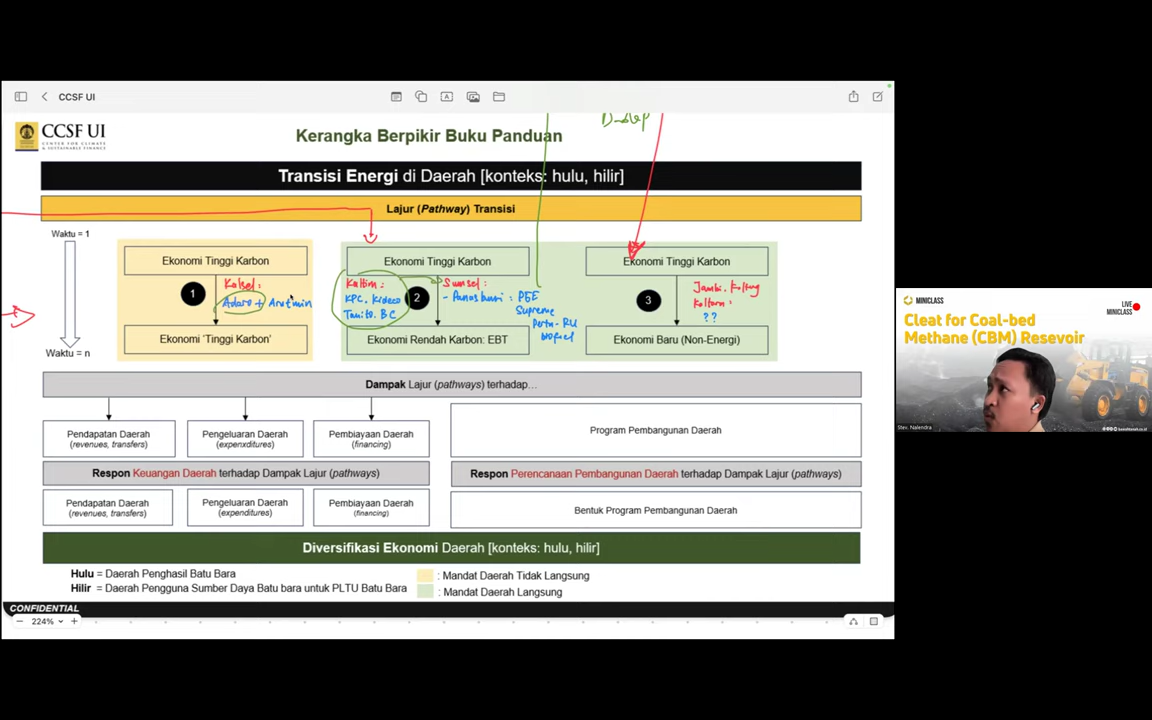 CCSF UI
CCSF UI
CENTER FOR CLIMATE
& SUSTAINABLE FINANCE
Kerangka Berpikir Buku Panduan
Transisi Energi di Daerah [konteks: hulu, hilir]
Lajur (Pathway) Transisi
Waktu = 1
Ekonomi Tinggi Karbon
Ekonomi Tinggi Karbon
Ekonomi Tinggi Karbon
Kalsel:
Adaro + Arutmin
1
Kaltim:
KPC. Kideco
2
Sumsel:
- Panas bumi: PGE
Supreme
3
Jambi. Kalteng
Kaltara:
??
Waktu = n
Ekonomi 'Tinggi Karbon'
Ekonomi Rendah Karbon: EBT
Ekonomi Baru (Non-Energi)
Dampak Lajur (pathways) terhadap...
Pendapatan Daerah
(revenues, transfers)
Pengeluaran Daerah
(expenxditures)
Pembiayaan Daerah
(financing)
Program Pembangunan Daerah
Respon Keuangan Daerah terhadap Dampak Lajur (pathways)
Respon Perencanaan Pembangunan Daerah terhadap Dampak Lajur (pathways)
Pendapatan Daerah
(revenues, transfers)
Pengeluaran Daerah
(expenditures)
Pembiayaan Daerah
(financing)
Bentuk Program Pembangunan Daerah
Diversifikasi Ekonomi Daerah [konteks: hulu, hilir]
Hulu = Daerah Penghasil Batu Bara
: Mandat Daerah Tidak Langsung
Hilir = Daerah Pengguna Sumber Daya Batu bara untuk PLTU Batu Bara
: Mandat Daerah Langsung
CONFIDENTIAL
224%
MINICLASS
LIVE
MINICLASS
Cleat for Coal-bed
Methane (CBM) Resevoir
Stev. Nalendra